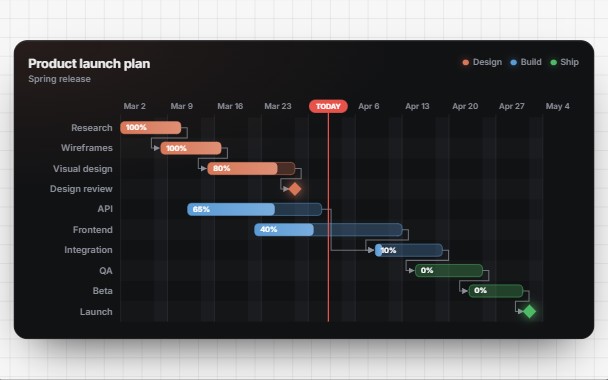 Product launch plan
Spring release
Design Build Ship
Mar 2 Mar 9 Mar 16 Mar 23 TODAY Apr 6 Apr 13 Apr 20 Apr 27 May 4
Research 100%
Wireframes 100%
Visual design 80%
Design review
API 65%
Frontend 40%
Integration 10%
QA 0%
Beta 0%
Launch